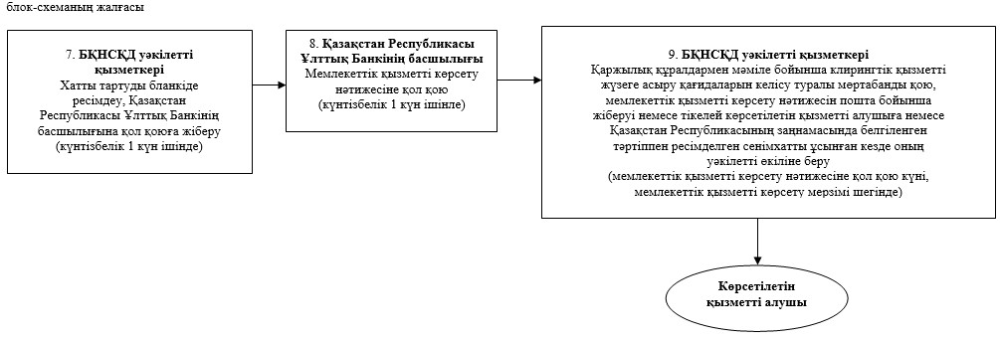 блок-схеманың жалғасы
7. БҚНСҚД уәкілетті
қызметкері
Хатты тартуды бланкіде
ресімдеу, Қазақстан
Республикасы Ұлттық Банкінің
басшылығына қол қоюға жіберу
(күнтізбелік 1 күн ішінде)
8. Қазақстан Республикасы
Ұлттық Банкінің басшылығы
Мемлекеттік қызметті көрсету
нәтижесіне қол қою
(күнтізбелік 1 күн ішінле)
9. БҚНСҚД уәкілетті қызметкері
Қаржылық құралдармен мәміле бойынша клирингтік қызметті
жүзеге асыру қағидаларын келісу туралы мөртабанды қою,
мемлекеттік қызметті көрсету нәтижесін пошта бойынша
жіберуі немесе тікелей көрсетілетін қызметті алушыға немесе
Қазақстан Республикасының заңнамасында белгіленген
тәртіппен ресімделген сенімхатты ұсынған кезде оның
уәкілетті өкіліне беру
(мемлекеттік қызметті көрсету нәтижесіне қол қою күні,
мемлекеттік қызметті көрсету мерзімі шегінде)
Көрсетілетін
қызметті алушы